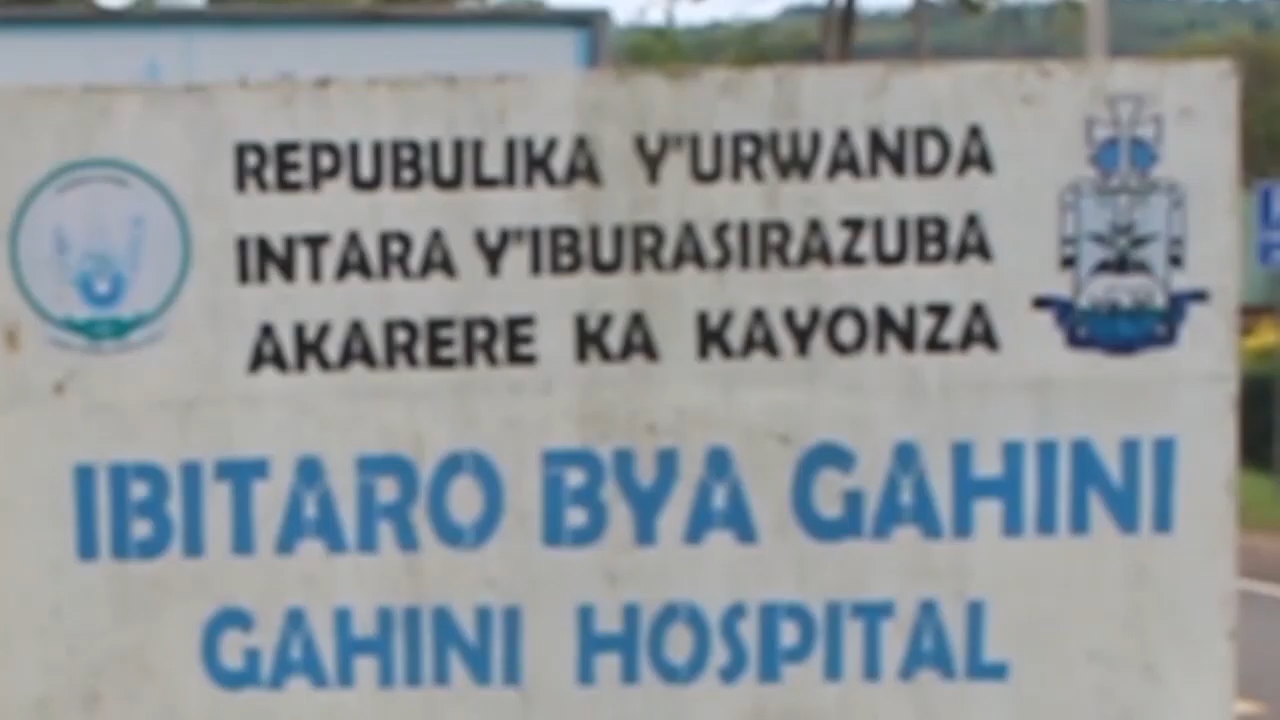 REPUBULIKA Y'URWANDA
INTARA Y'IBURASIRAZUBA
AKARERE KA KAYONZA
IBITARO BYA GAHINI
GAHINI HOSPITAL